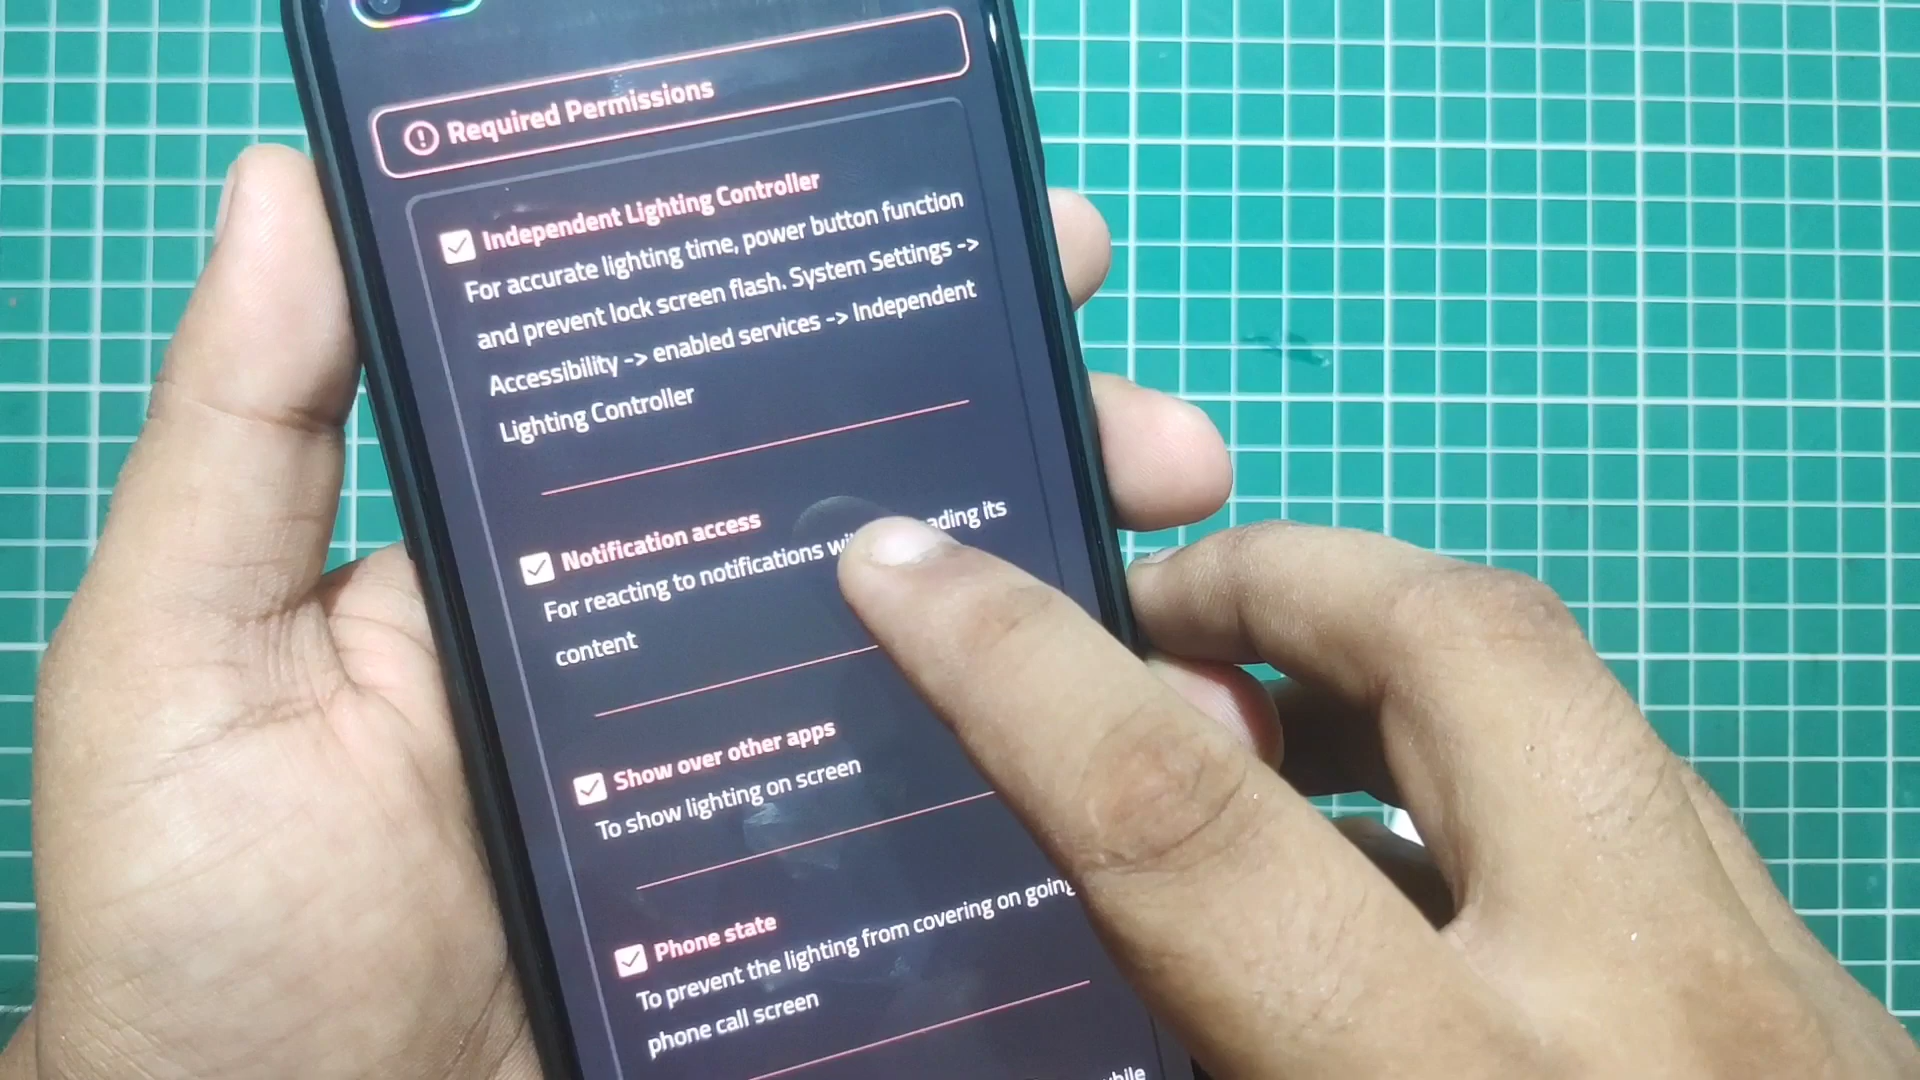 Required Permissions
Independent Lighting Controller
For accurate lighting time, power button function
and prevent lock screen flash. System Settings ->
Accessibility -> enabled services -> Independent
Lighting Controller
Notification access
For reacting to notifications its
content
Show over other apps
To show lighting on screen
Phone state
To prevent the lighting from covering on going
phone call screen